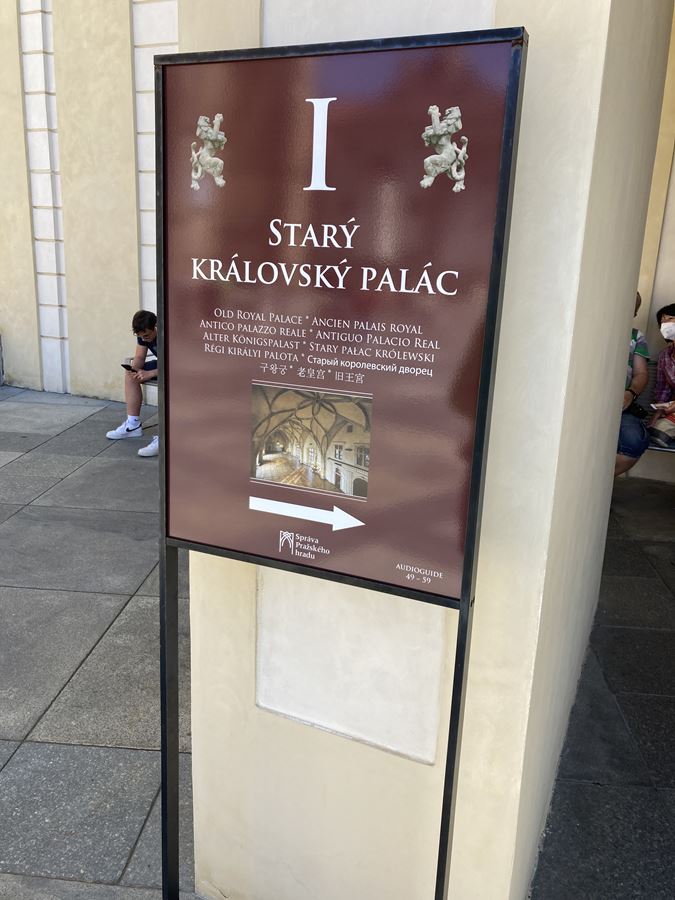 I
STARÝ
KRÁLOVSKÝ PALÁC
OLD ROYAL PALACE * ANCIEN PALAIS ROYAL
ANTICO PALAZZO REALE * ANTIGUO PALACIO REAL
ALTER KÖNIGSPALAST * STARY PAŁAC KRÓLEWSKI
RÉGI KIRÁLYI PALOTA * Старый королевский дворец
구왕궁 * 老皇宫 * 旧王宮
Správa
Pražského
hradu
AUDIOGUIDE
49 – 59